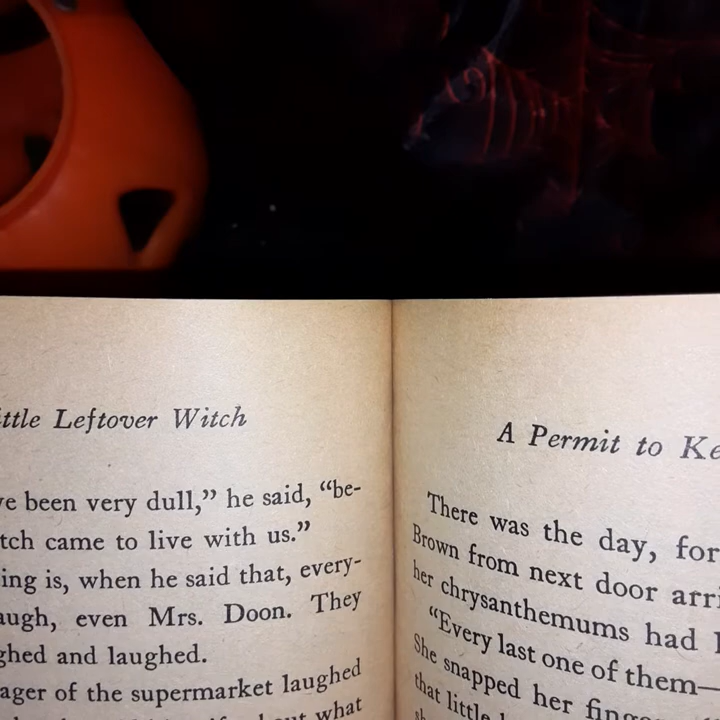 ittle Leftover Witch
ve been very dull,” he said, “be-
tch came to live with us.”
ing is, when he said that, every-
augh, even Mrs. Doon. They
ghed and laughed.
ager of the supermarket laughed
about what
A Permit to Ke
There was the day, for
Brown from next door arri
her chrysanthemums had
“Every last one of them—
She snapped her fing
that little